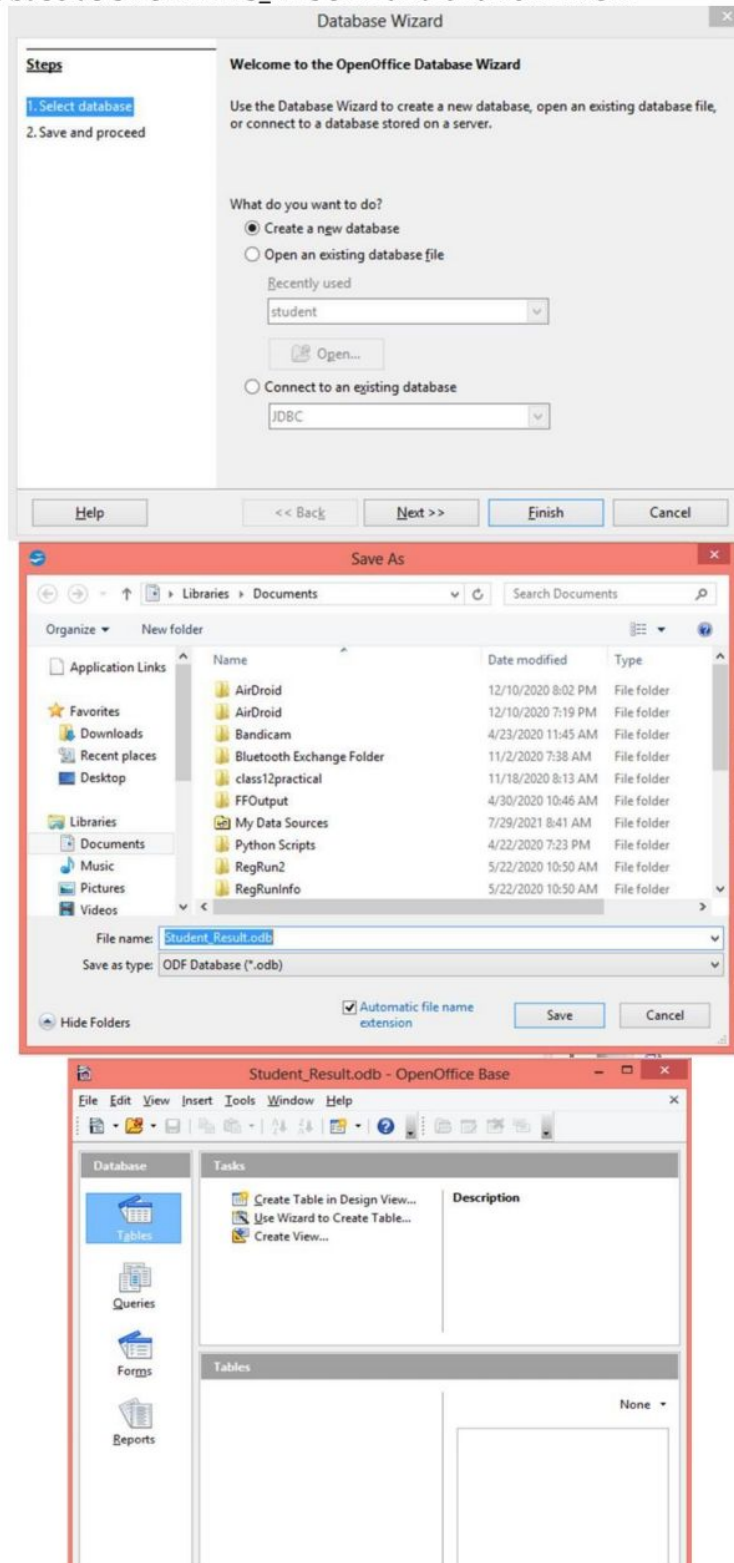 Database Wizard
Steps
1. Select database
2. Save and proceed
Welcome to the OpenOffice Database Wizard
Use the Database Wizard to create a new database, open an existing database file,
or connect to a database stored on a server.
What do you want to do?
Create a new database
Open an existing database file
Recently used
student
Open...
Connect to an existing database
JDBC
Help
<< Back
Next >>
Finish
Cancel
Save As
Libraries
Documents
Search Documents
Organize
New folder
Application Links
Favorites
Downloads
Recent places
Desktop
Libraries
Documents
Music
Pictures
Videos
Name Date modified Type
AirDroid 12/10/2020 8:02 PM File folder
AirDroid 12/10/2020 7:19 PM File folder
Bandicam 4/23/2020 11:45 AM File folder
Bluetooth Exchange Folder 11/2/2020 7:38 AM File folder
class12practical 11/18/2020 8:13 AM File folder
FFOutput 4/30/2020 10:46 AM File folder
My Data Sources 7/29/2021 8:41 AM File folder
Python Scripts 4/22/2020 7:23 PM File folder
RegRun2 5/22/2020 10:50 AM File folder
RegRunInfo 5/22/2020 10:50 AM File folder
File name: Student_Result.odb
Save as type: ODF Database (*.odb)
Automatic file name
extension
Hide Folders
Save
Cancel
Student_Result.odb - OpenOffice Base
File Edit View Insert Tools Window Help
Database
Tables
Queries
Forms
Reports
Tasks
Create Table in Design View...
Use Wizard to Create Table...
Create View...
Description
Tables
None